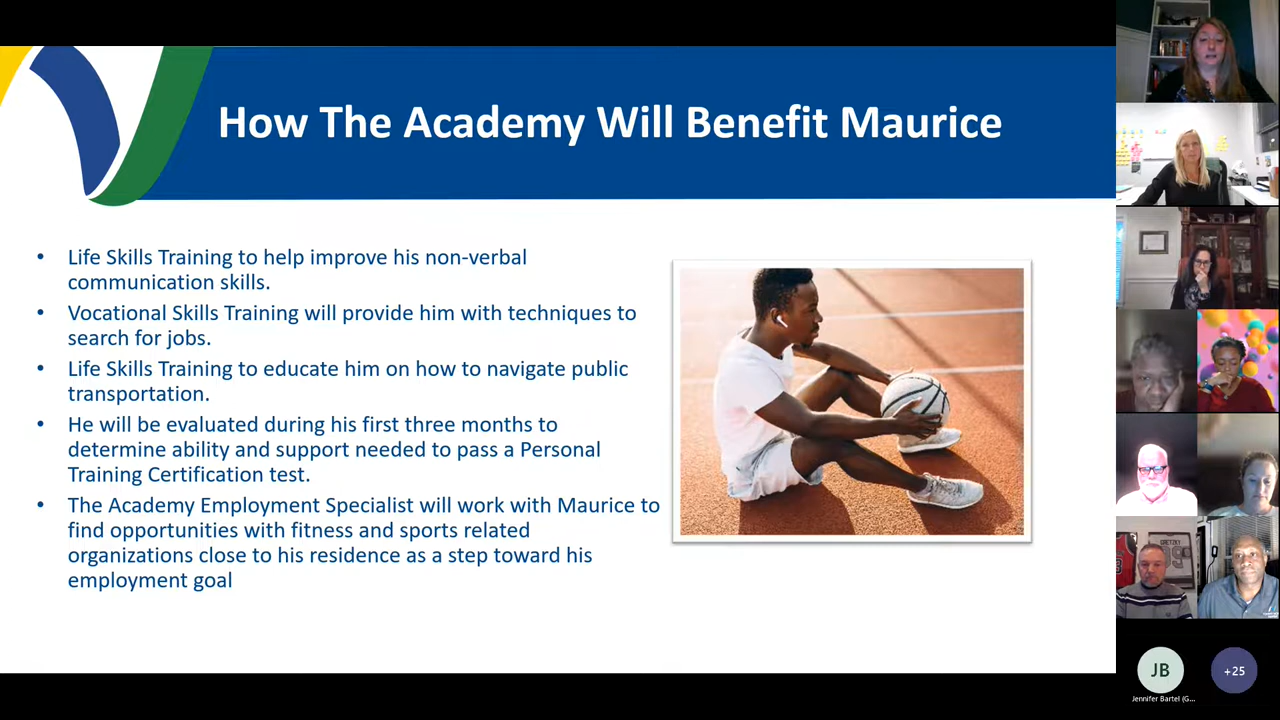 How The Academy Will Benefit Maurice
• Life Skills Training to help improve his non-verbal
communication skills.
• Vocational Skills Training will provide him with techniques to
search for jobs.
• Life Skills Training to educate him on how to navigate public
transportation.
• He will be evaluated during his first three months to
determine ability and support needed to pass a Personal
Training Certification test.
• The Academy Employment Specialist will work with Maurice to
find opportunities with fitness and sports related
organizations close to his residence as a step toward his
employment goal
GRETZKY
99
JB
+25
Jennifer Bartel (G...